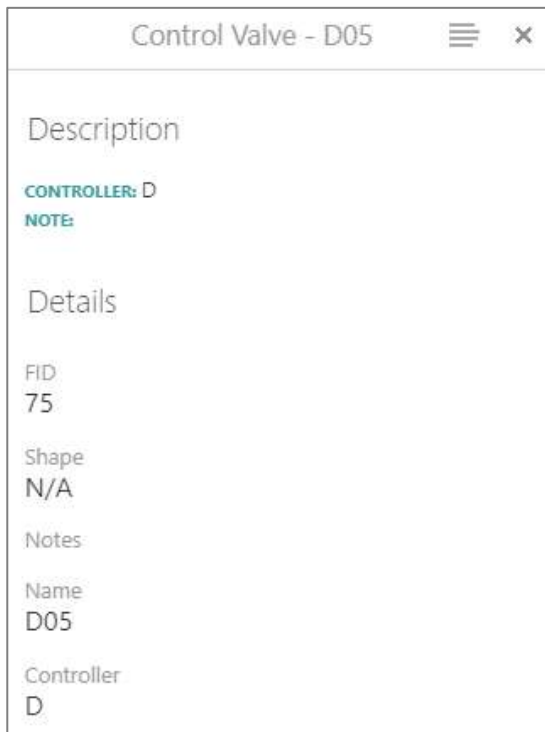 Control Valve - D05
Description
CONTROLLER: D
NOTE:
Details
FID
75
Shape
N/A
Notes
Name
D05
Controller
D